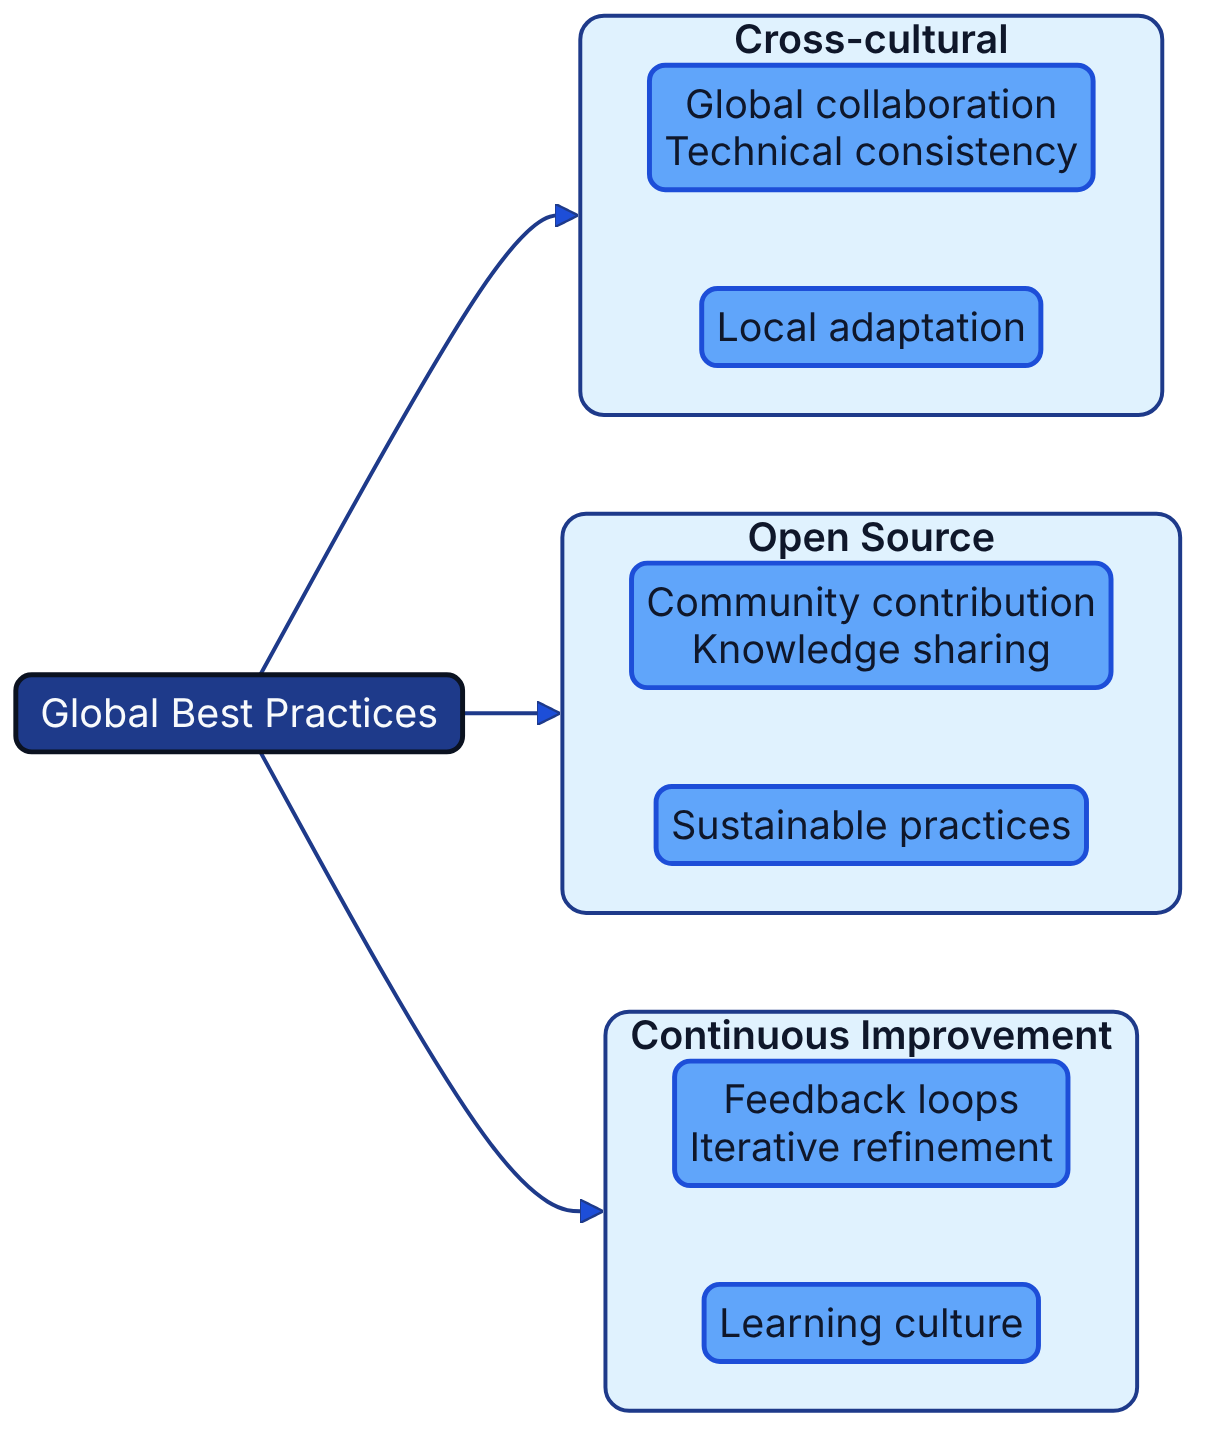 Cross-cultural
Global collaboration
Technical consistency
Local adaptation
Open Source
Community contribution
Knowledge sharing
Global Best Practices
Sustainable practices
Continuous Improvement
Feedback loops
Iterative refinement
Learning culture